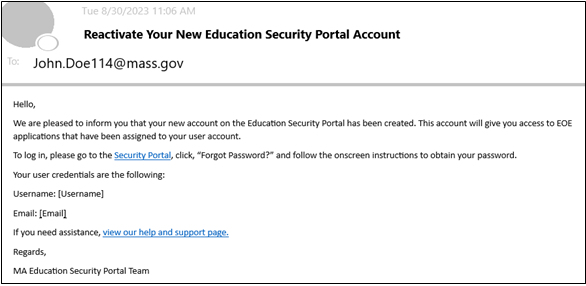 Tue 8/30/2023 11:06 AM
Reactivate Your New Education Security Portal Account
To: John.Doe114@mass.gov
Hello,
We are pleased to inform you that your new account on the Education Security Portal has been created. This account will give you access to EOE
applications that have been assigned to your user account.
To log in, please go to the Security Portal, click, “Forgot Password?” and follow the onscreen instructions to obtain your password.
Your user credentials are the following:
Username: [Username]
Email: [Email]
If you need assistance, view our help and support page.
Regards,
MA Education Security Portal Team